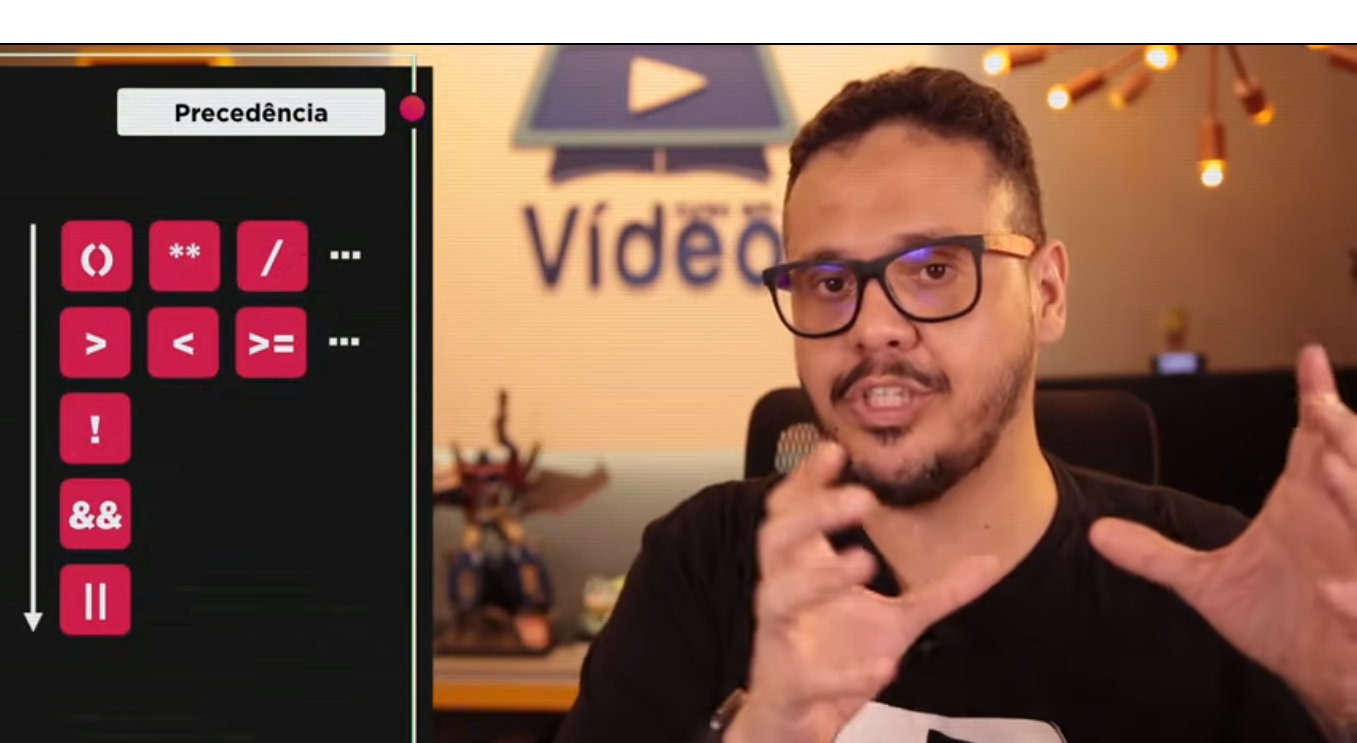 Precedência
() ** / ...
> < >= ...
!
&&
||
Vídeo